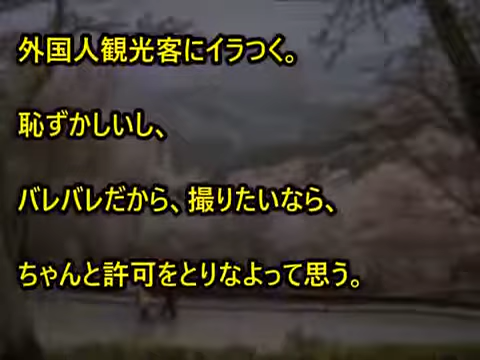 外国人観光客にイラつく。
恥ずかしいし、
バレバレだから、撮りたいなら、
ちゃんと許可をとりなよって思う。